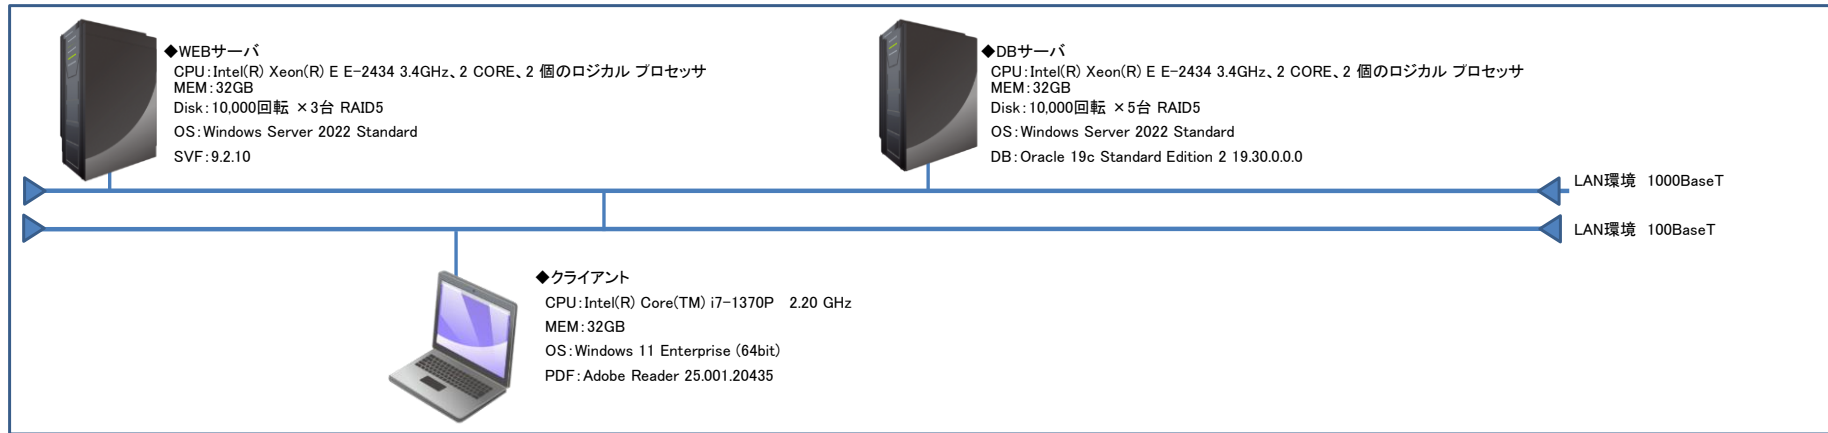 ◆WEBサーバ
CPU：Intel(R) Xeon(R) E E-2434 3.4GHz、2 CORE、2 個のロジカル プロセッサ
MEM：32GB
Disk：10,000回転 ×3台 RAID5
OS：Windows Server 2022 Standard
SVF：9.2.10
◆DBサーバ
CPU：Intel(R) Xeon(R) E E-2434 3.4GHz、2 CORE、2 個のロジカル プロセッサ
MEM：32GB
Disk：10,000回転 ×5台 RAID5
OS：Windows Server 2022 Standard
DB：Oracle 19c Standard Edition 2 19.30.0.0.0
LAN環境 1000BaseT
LAN環境 100BaseT
◆クライアント
CPU：Intel(R) Core(TM) i7-1370P 2.20 GHz
MEM：32GB
OS：Windows 11 Enterprise (64bit)
PDF：Adobe Reader 25.001.20435